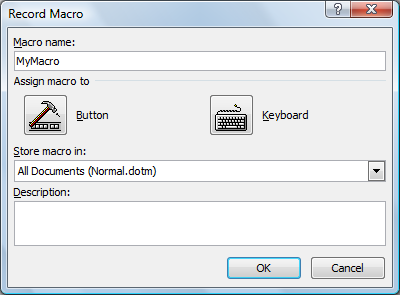 Record Macro
Macro name:
MyMacro
Assign macro to
Button Keyboard
Store macro in:
All Documents (Normal.dotm)
Description:
OK Cancel